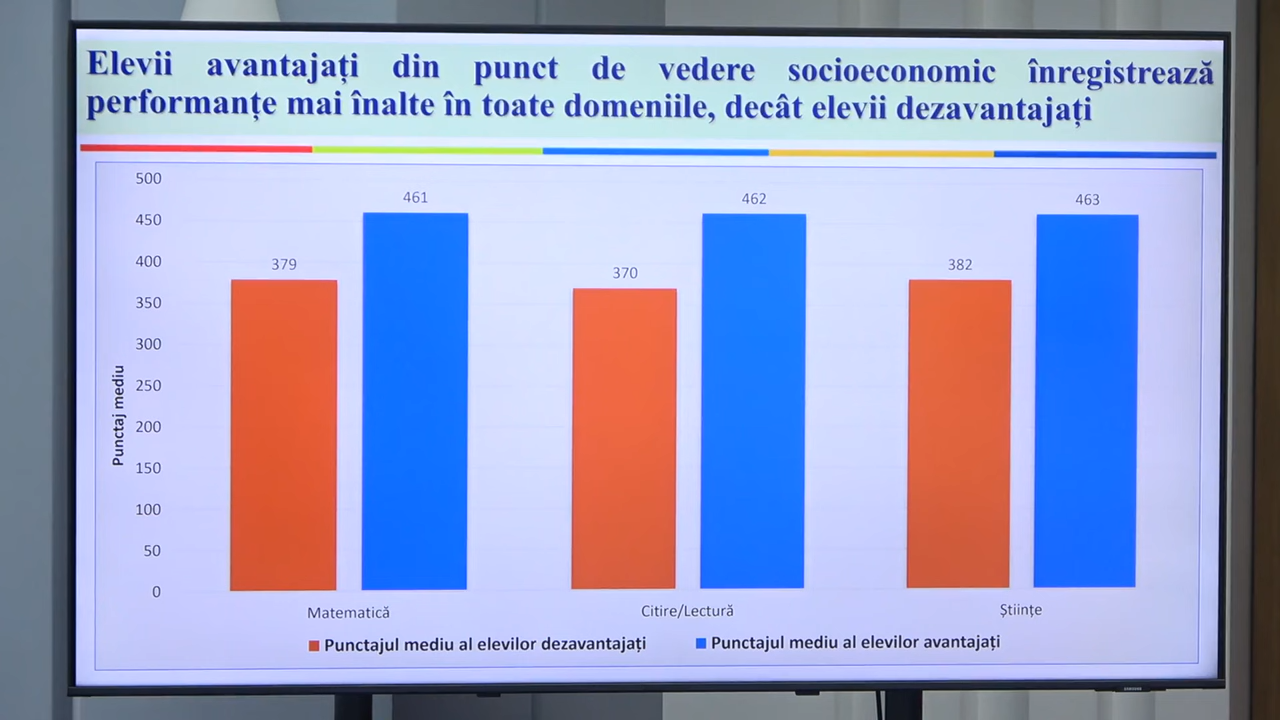 Elevii avantajați din punct de vedere socioeconomic înregistrează
performanțe mai înalte în toate domeniile, decât elevii dezavantajați
500
450
400
350
300
250
200
150
100
50
0
Punctaj mediu
379
461
370
462
382
463
Matematică
Citire/Lectură
Științe
Punctajul mediu al elevilor dezavantajați
Punctajul mediu al elevilor avantajați
SAMSUNG